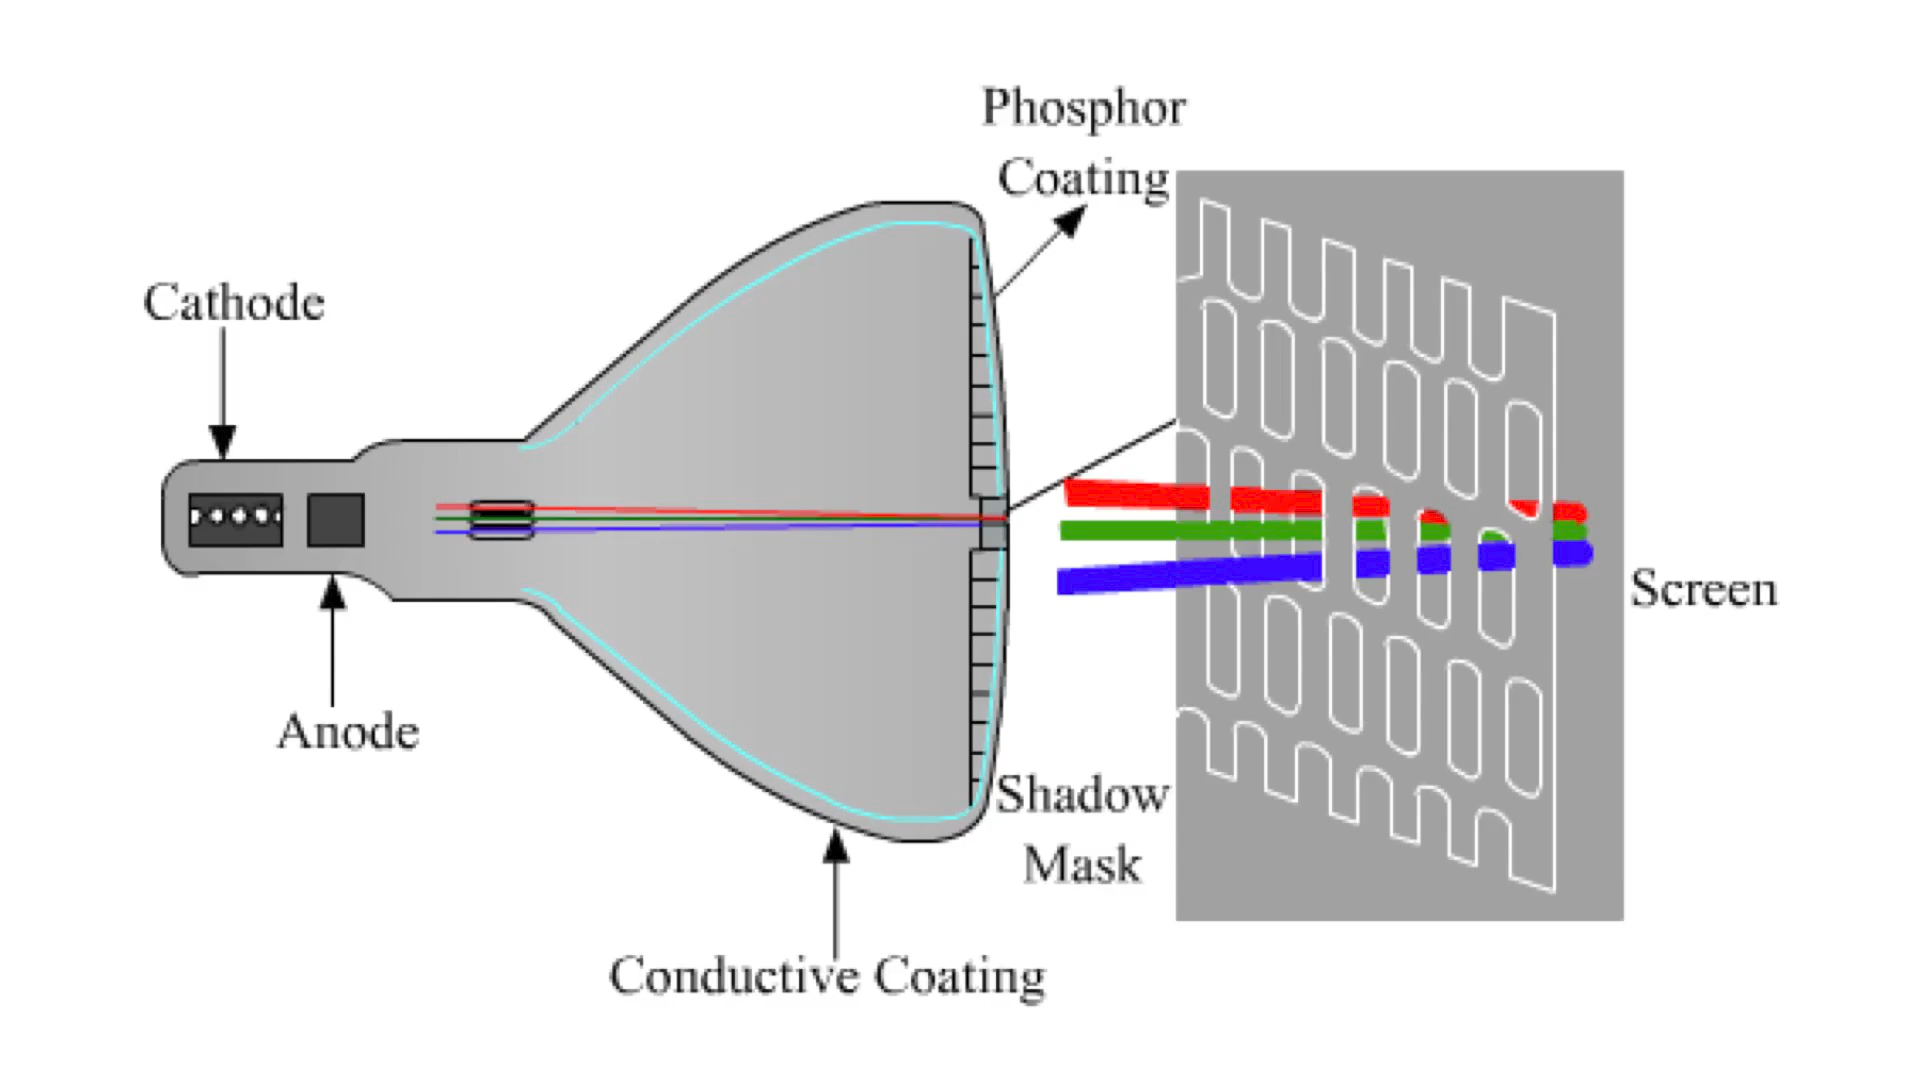 Phosphor
Coating
Cathode
Screen
Anode
Shadow
Mask
Conductive Coating